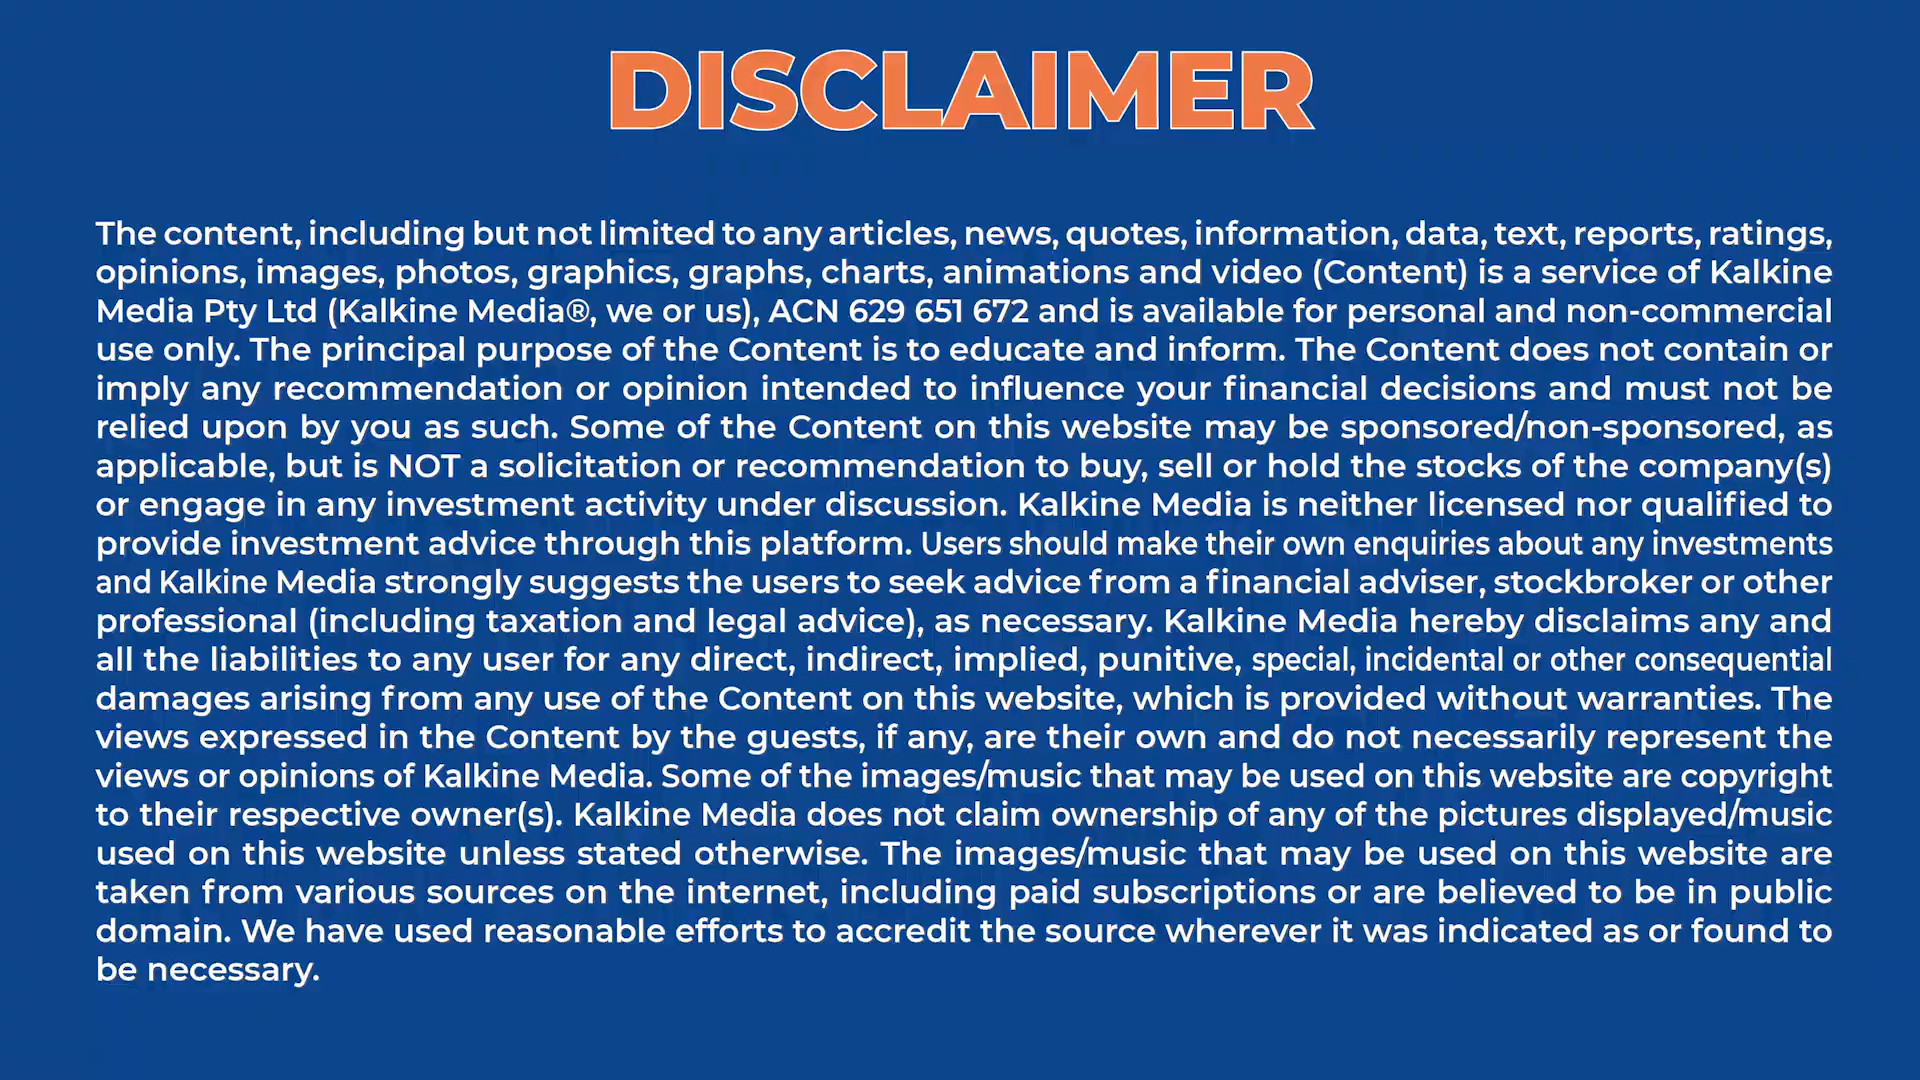 DISCLAIMER
The content, including but not limited to any articles, news, quotes, information, data, text, reports, ratings,
opinions, images, photos, graphics, graphs, charts, animations and video (Content) is a service of Kalkine
Media Pty Ltd (Kalkine Media®, we or us), ACN 629 651 672 and is available for personal and non-commercial
use only. The principal purpose of the Content is to educate and inform. The Content does not contain or
imply any recommendation or opinion intended to influence your financial decisions and must not be
relied upon by you as such. Some of the Content on this website may be sponsored/non-sponsored, as
applicable, but is NOT a solicitation or recommendation to buy, sell or hold the stocks of the company(s)
or engage in any investment activity under discussion. Kalkine Media is neither licensed nor qualified to
provide investment advice through this platform. Users should make their own enquiries about any investments
and Kalkine Media strongly suggests the users to seek advice from a financial adviser, stockbroker or other
professional (including taxation and legal advice), as necessary. Kalkine Media hereby disclaims any and
all the liabilities to any user for any direct, indirect, implied, punitive, special, incidental or other consequential
damages arising from any use of the Content on this website, which is provided without warranties. The
views expressed in the Content by the guests, if any, are their own and do not necessarily represent the
views or opinions of Kalkine Media. Some of the images/music that may be used on this website are copyright
to their respective owner(s). Kalkine Media does not claim ownership of any of the pictures displayed/music
used on this website unless stated otherwise. The images/music that may be used on this website are
taken from various sources on the internet, including paid subscriptions or are believed to be in public
domain. We have used reasonable efforts to accredit the source wherever it was indicated as or found to
be necessary.